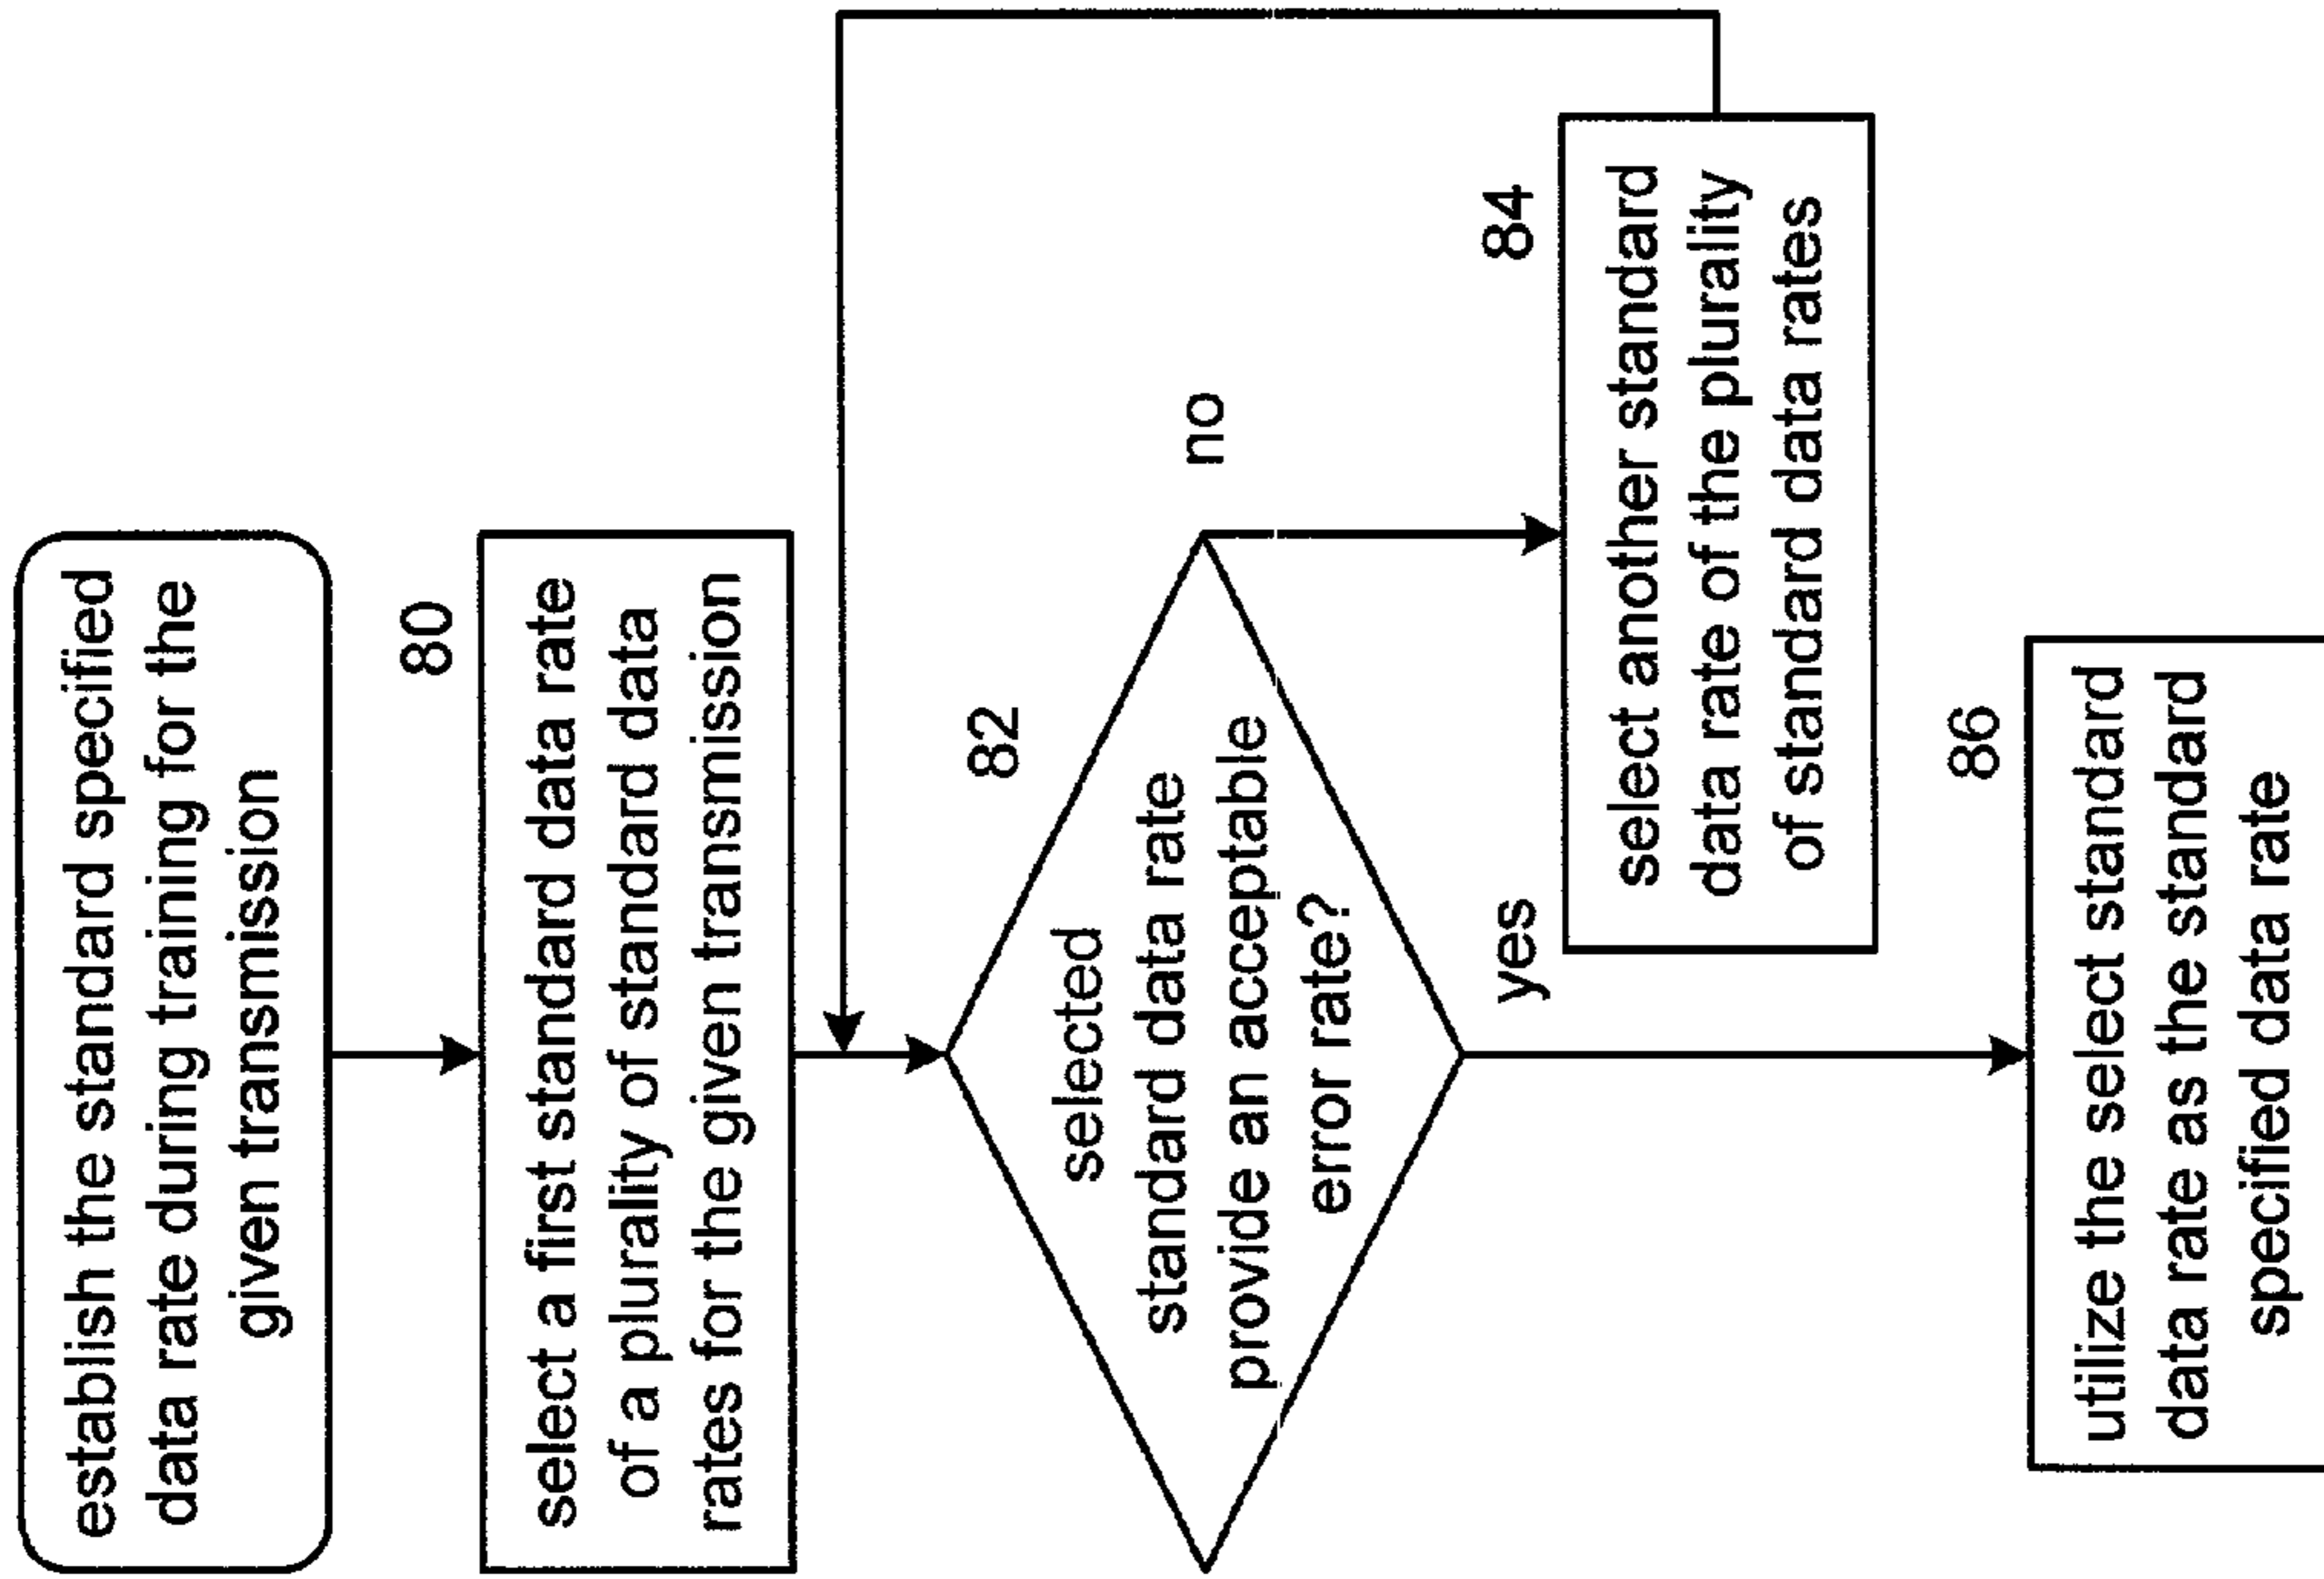 establish the standard specified
data rate during training for the
given transmission
80
select a first standard data rate
of a plurality of standard data
rates for the given transmission
82
selected
standard data rate
provide an acceptable
error rate?
no
84
select another standard
data rate of the plurality
of standard data rates
yes
86
utilize the select standard
data rate as the standard
specified data rate